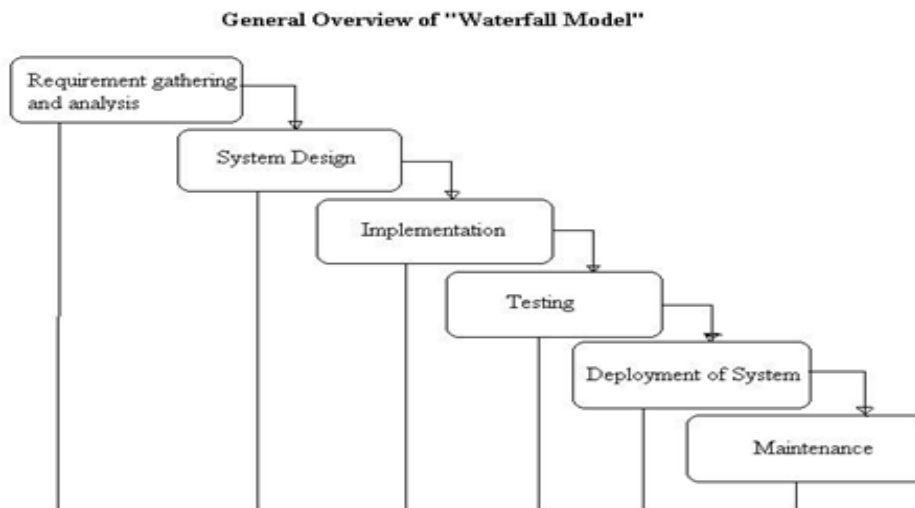 General Overview of "Waterfall Model"
Requirement gathering
and analysis
System Design
Implementation
Testing
Deployment of System
Maintenance